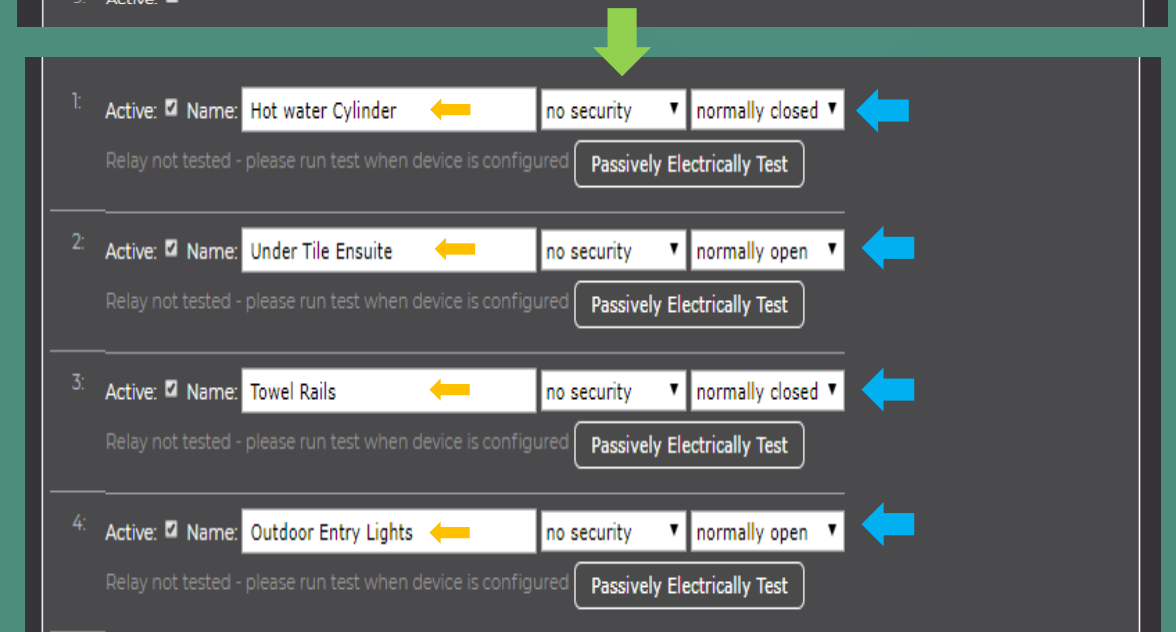 1: Active: Name: Hot water Cylinder no security normally closed
Relay not tested - please run test when device is configured Passively Electrically Test
2: Active: Name: Under Tile Ensuite no security normally open
Relay not tested - please run test when device is configured Passively Electrically Test
3: Active: Name: Towel Rails no security normally closed
Relay not tested - please run test when device is configured Passively Electrically Test
4: Active: Name: Outdoor Entry Lights no security normally open
Relay not tested - please run test when device is configured Passively Electrically Test